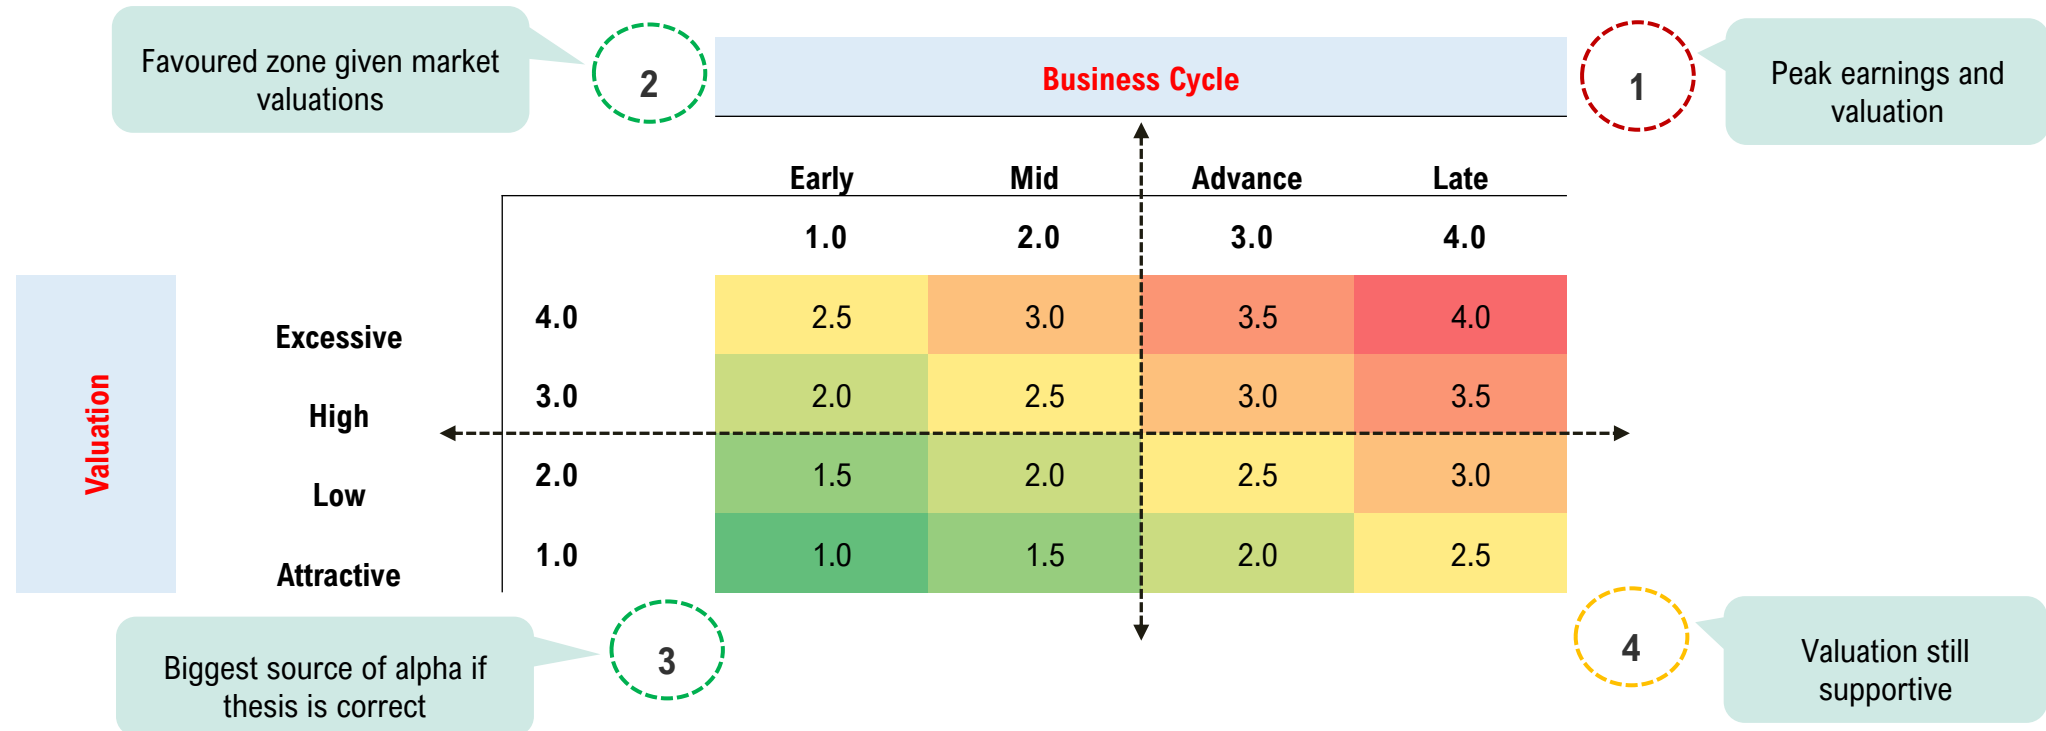 Favoured zone given market
valuations
2
Business Cycle
1
Peak earnings and
valuation
Early Mid Advance Late
1.0 2.0 3.0 4.0
Valuation
Excessive 4.0 2.5 3.0 3.5 4.0
High 3.0 2.0 2.5 3.0 3.5
Low 2.0 1.5 2.0 2.5 3.0
Attractive 1.0 1.0 1.5 2.0 2.5
Biggest source of alpha if
thesis is correct
3
4
Valuation still
supportive